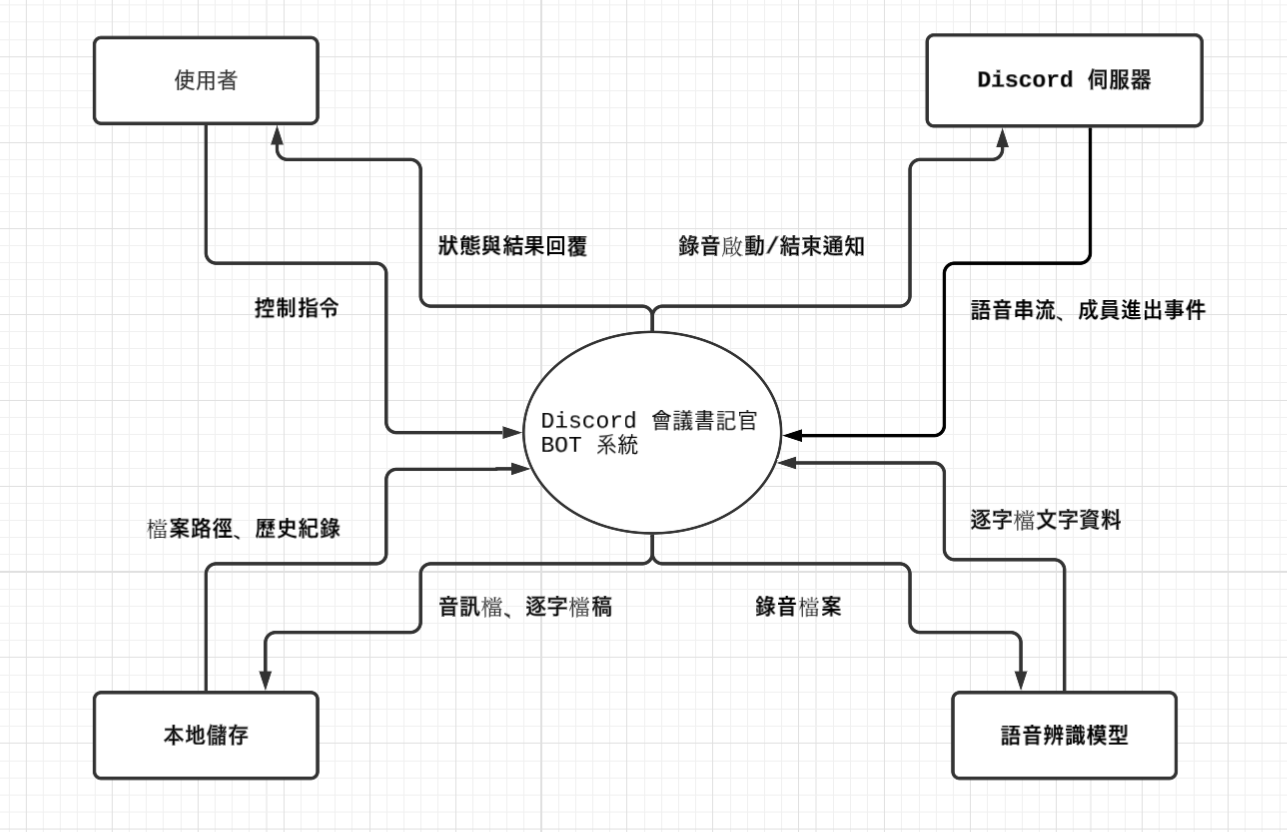 使用者
Discord 伺服器
狀態與結果回覆
錄音啟動/結束通知
控制指令
語音串流、成員進出事件
Discord 會議書記官
BOT 系統
檔案路徑、歷史紀錄
逐字檔文字資料
音訊檔、逐字檔稿
錄音檔案
本地儲存
語音辨識模型